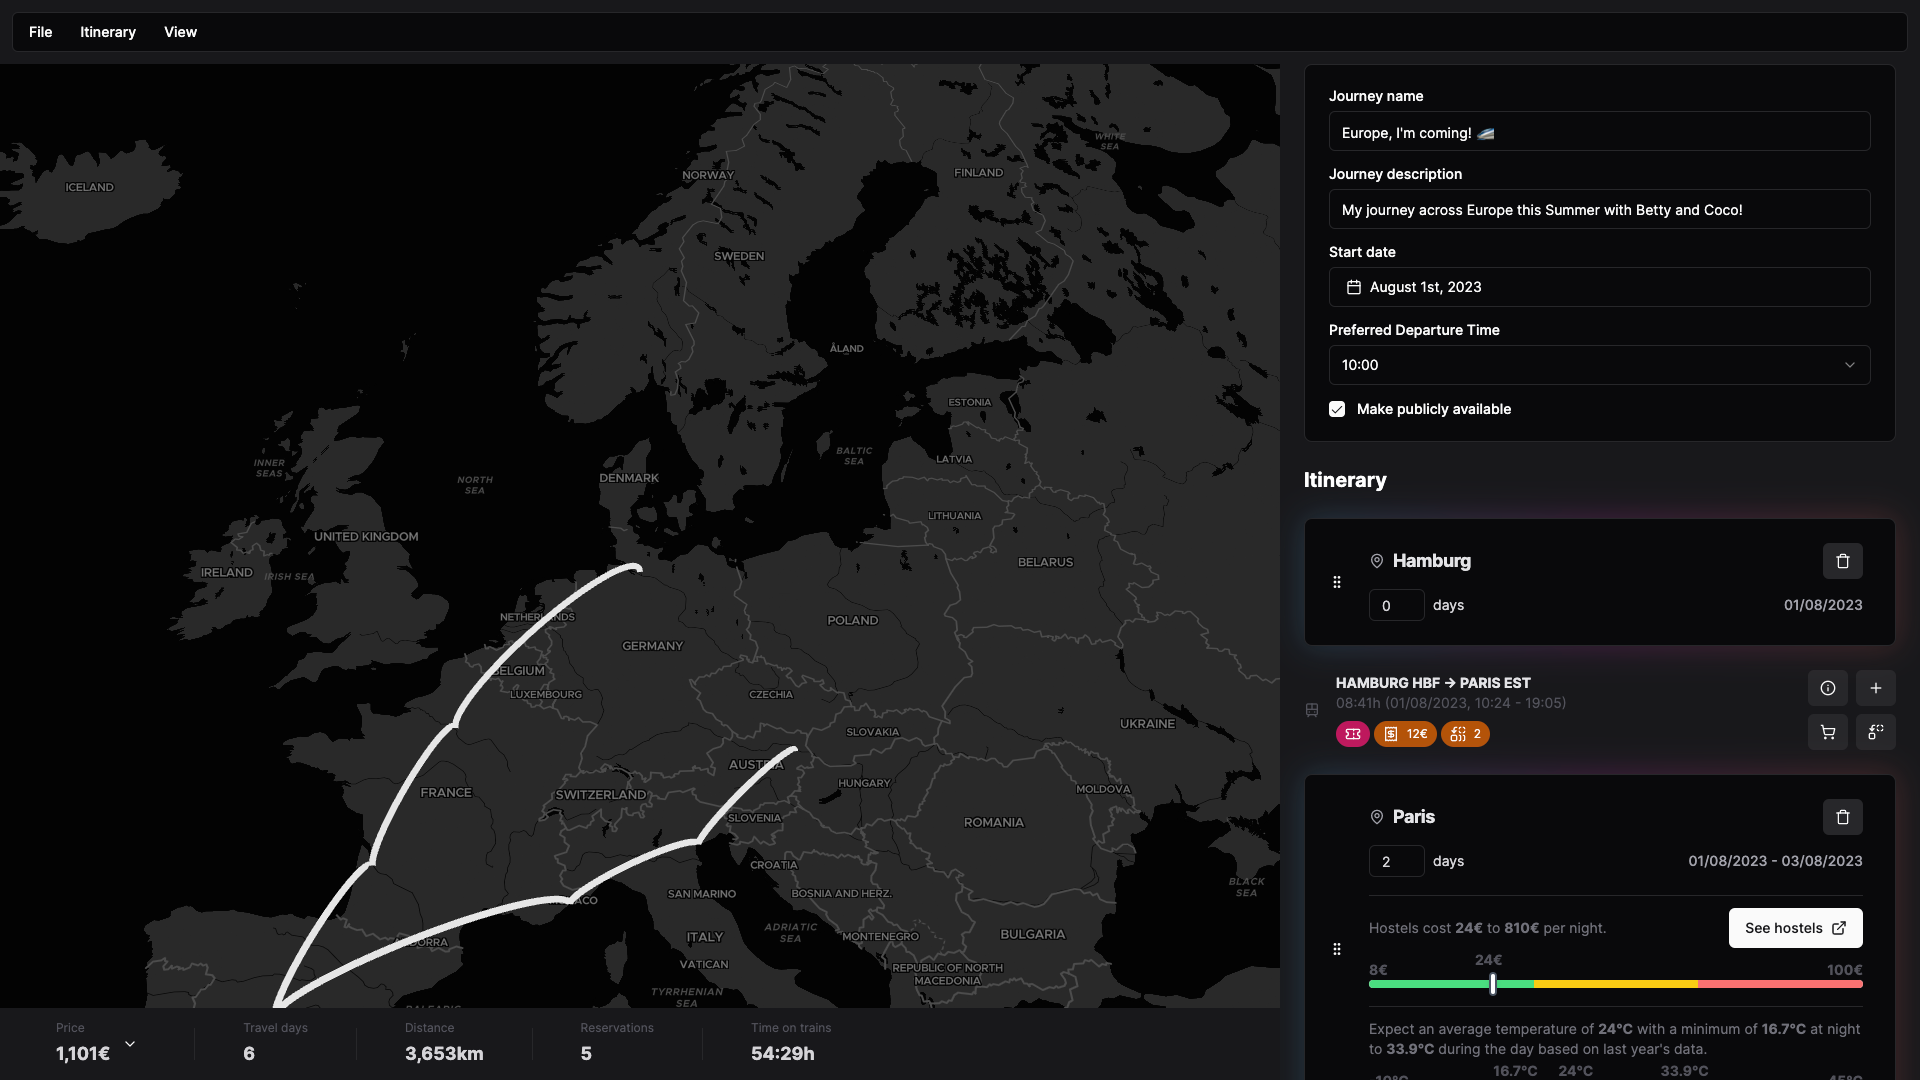 File Itinerary View
ICELAND
NORWAY
SWEDEN
FINLAND
WHITE
SEA
ÅLAND
ESTONIA
LATVIA
LITHUANIA
BALTIC
SEA
DENMARK
NORTH
SEA
INNER
SEAS
UNITED KINGDOM
IRELAND
IRISH SEA
NETHERLANDS
BELGIUM
LUXEMBOURG
GERMANY
POLAND
BELARUS
CZECHIA
SLOVAKIA
UKRAINE
FRANCE
SWITZERLAND
AUSTRIA
HUNGARY
MOLDOVA
SLOVENIA
ROMANIA
CROATIA
SAN MARINO
BOSNIA AND HERZ.
BLACK
SEA
ITALY
ADRIATIC
SEA
MONTENEGRO
BULGARIA
VATICAN
REPUBLIC OF NORTH
MACEDONIA
TYRRHENIAN
SEA
Price
1,101€
Travel days
6
Distance
3,653km
Reservations
5
Time on trains
54:29h
Journey name
Europe, I'm coming! 🚄
Journey description
My journey across Europe this Summer with Betty and Coco!
Start date
August 1st, 2023
Preferred Departure Time
10:00
Make publicly available
Itinerary
Hamburg
0 days 01/08/2023
HAMBURG HBF → PARIS EST
08:41h (01/08/2023, 10:24 - 19:05)
12€ 2
Paris
2 days 01/08/2023 - 03/08/2023
Hostels cost 24€ to 810€ per night.
See hostels
8€ 24€ 100€
Expect an average temperature of 24°C with a minimum of 16.7°C at night
to 33.9°C during the day based on last year's data.
16.7°C 24°C 33.9°C